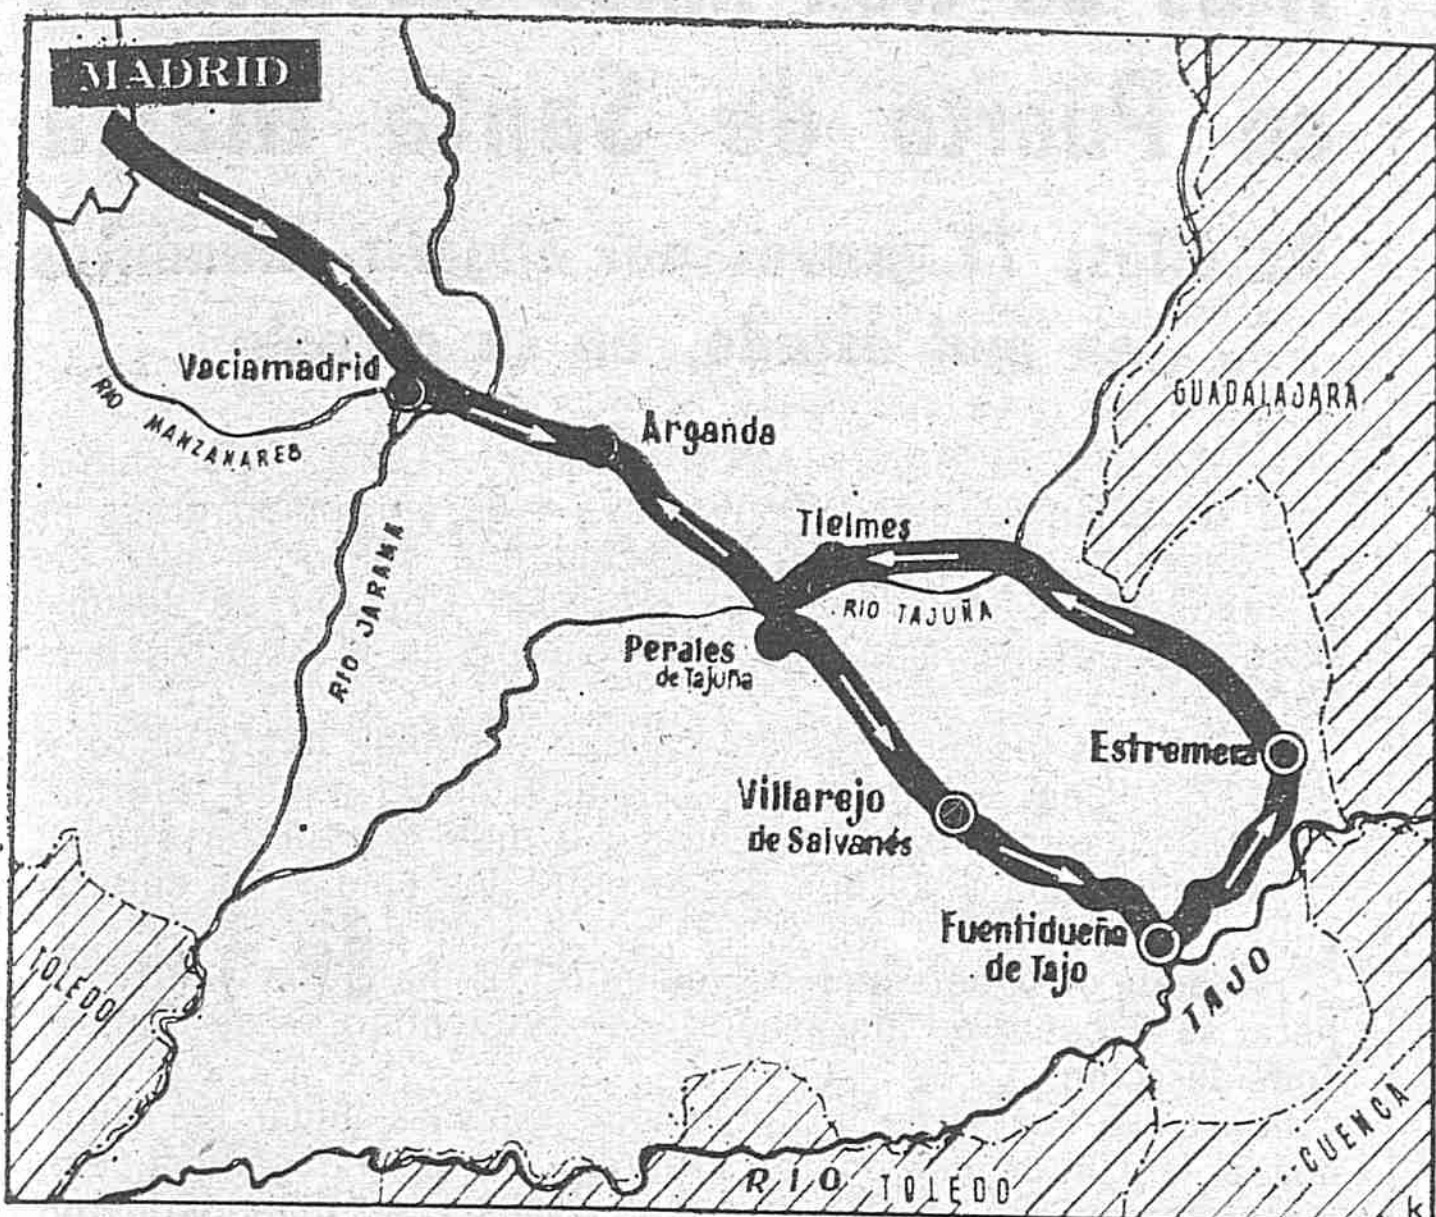 MADRID
Vaciamadrid
RIO MANZANARES
Arganda
GUADALAJARA
Tielmes
RIO TAJUÑA
RIO JARAMA
Perales
de Tajuña
Estremera
Villarejo
de Salvanés
Fuentidueña
de Tajo
TAJO
TOLEDO
CUENCA
RÍO
TOLEDO
k